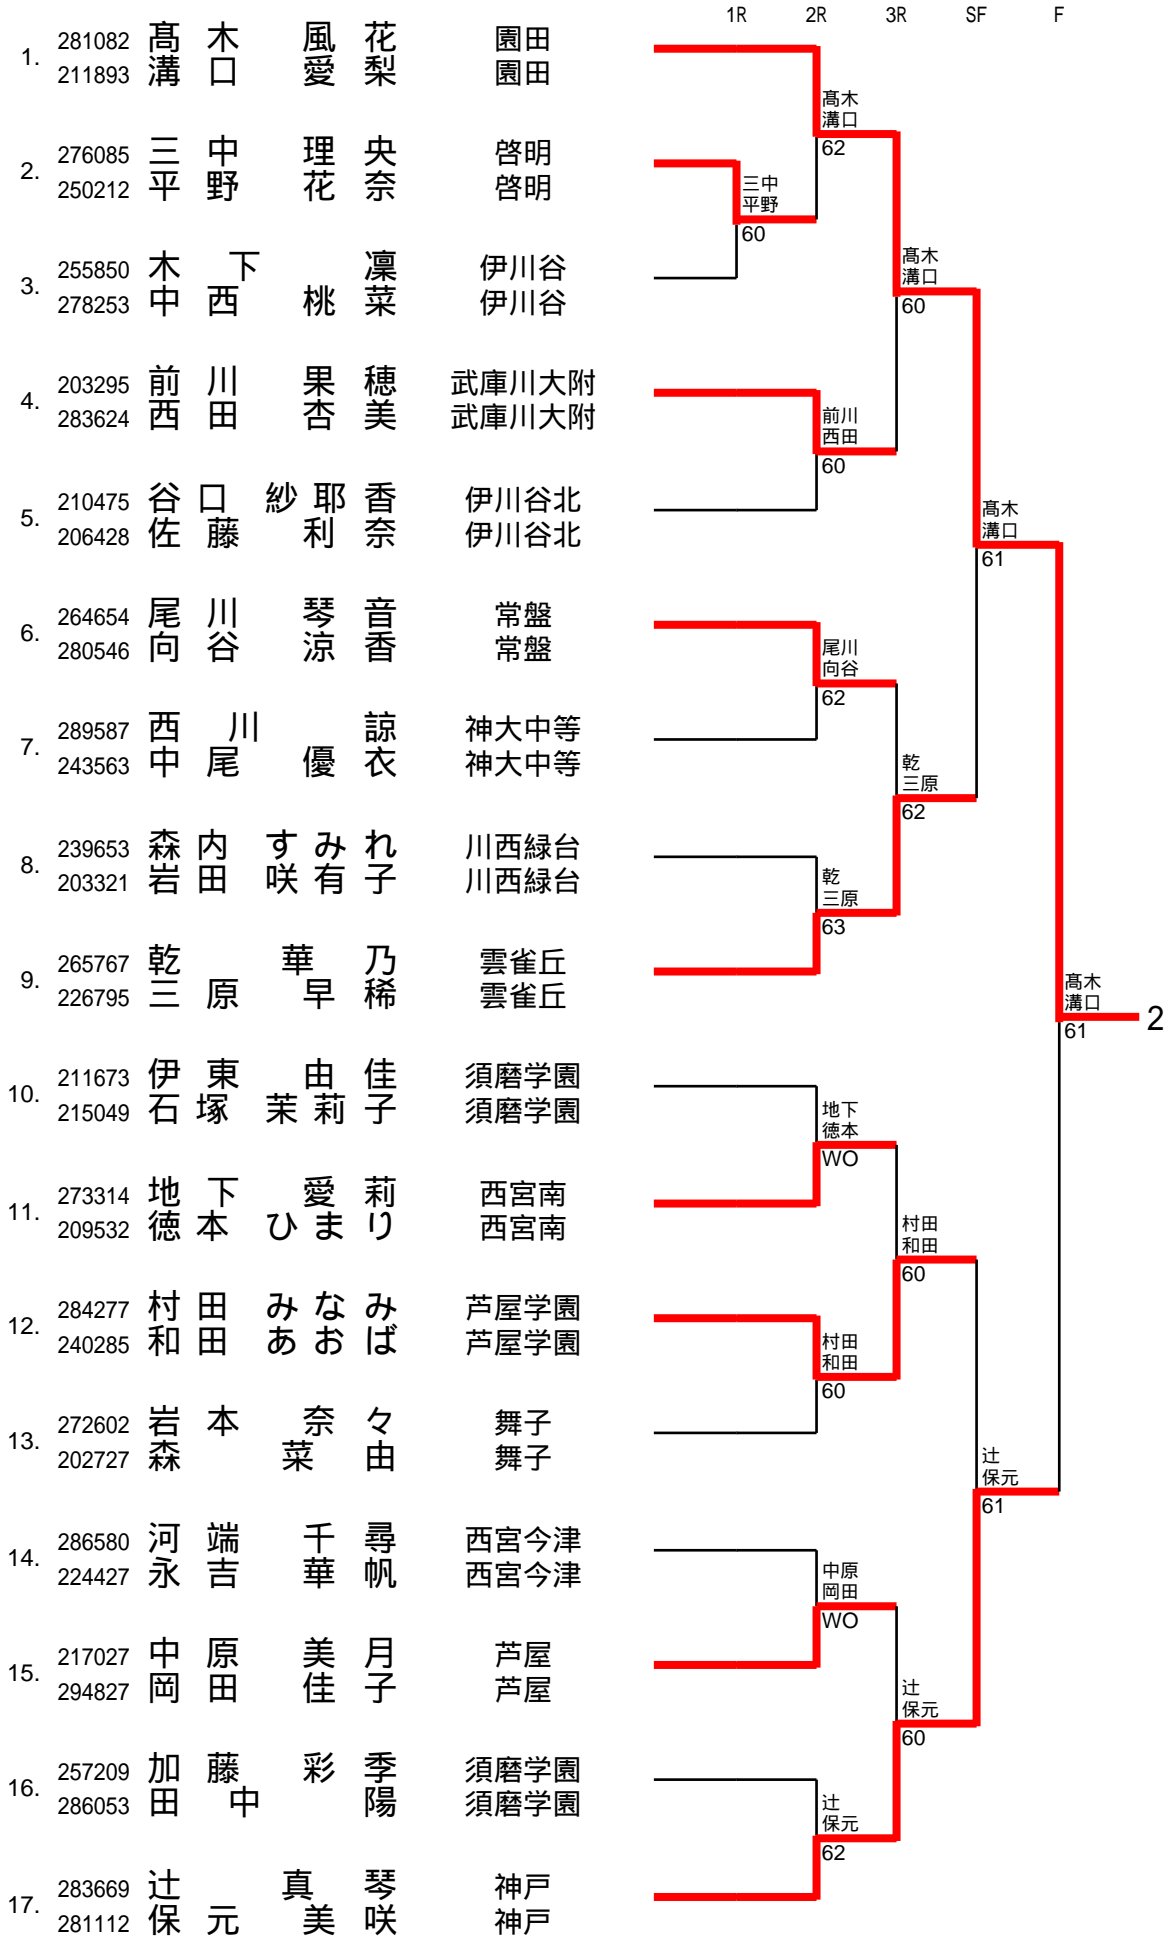 1R 2R 3R SF F
1. 281082 髙木 風花 園田
211893 溝口 愛梨 園田
2. 276085 三中 理央 啓明
250212 平野 花奈 啓明
3. 255850 木下 凜 伊川谷
278253 中西 桃菜 伊川谷
4. 203295 前川 果穂 武庫川大附
283624 西田 杏美 武庫川大附
5. 210475 谷口 紗耶香 伊川谷北
206428 佐藤 利奈 伊川谷北
6. 264654 尾川 琴音 常盤
280546 向谷 涼香 常盤
7. 289587 西川 諒 神大中等
243563 中尾 優衣 神大中等
8. 239653 森内 すみれ 川西緑台
203321 岩田 咲有子 川西緑台
9. 265767 乾 華乃 雲雀丘
226795 三原 早稀 雲雀丘
10. 211673 伊東 由佳 須磨学園
215049 石塚 茉莉子 須磨学園
11. 273314 地下 愛莉 西宮南
209532 徳本 ひまり 西宮南
12. 284277 村田 みなみ 芦屋学園
240285 和田 あおば 芦屋学園
13. 272602 岩本 奈々 舞子
202727 森 菜由 舞子
14. 286580 河端 千尋 西宮今津
224427 永吉 華帆 西宮今津
15. 217027 中原 美月 芦屋
294827 岡田 佳子 芦屋
16. 257209 加藤 彩季 須磨学園
286053 田中 陽 須磨学園
17. 283669 辻 真琴 神戸
281112 保元 美咲 神戸
三中
平野
60
髙木
溝口
62
前川
西田
60
尾川
向谷
62
乾
三原
63
地下
徳本
WO
村田
和田
60
中原
岡田
WO
辻
保元
62
髙木
溝口
60
乾
三原
62
村田
和田
60
辻
保元
60
髙木
溝口
61
辻
保元
61
髙木
溝口
61
2